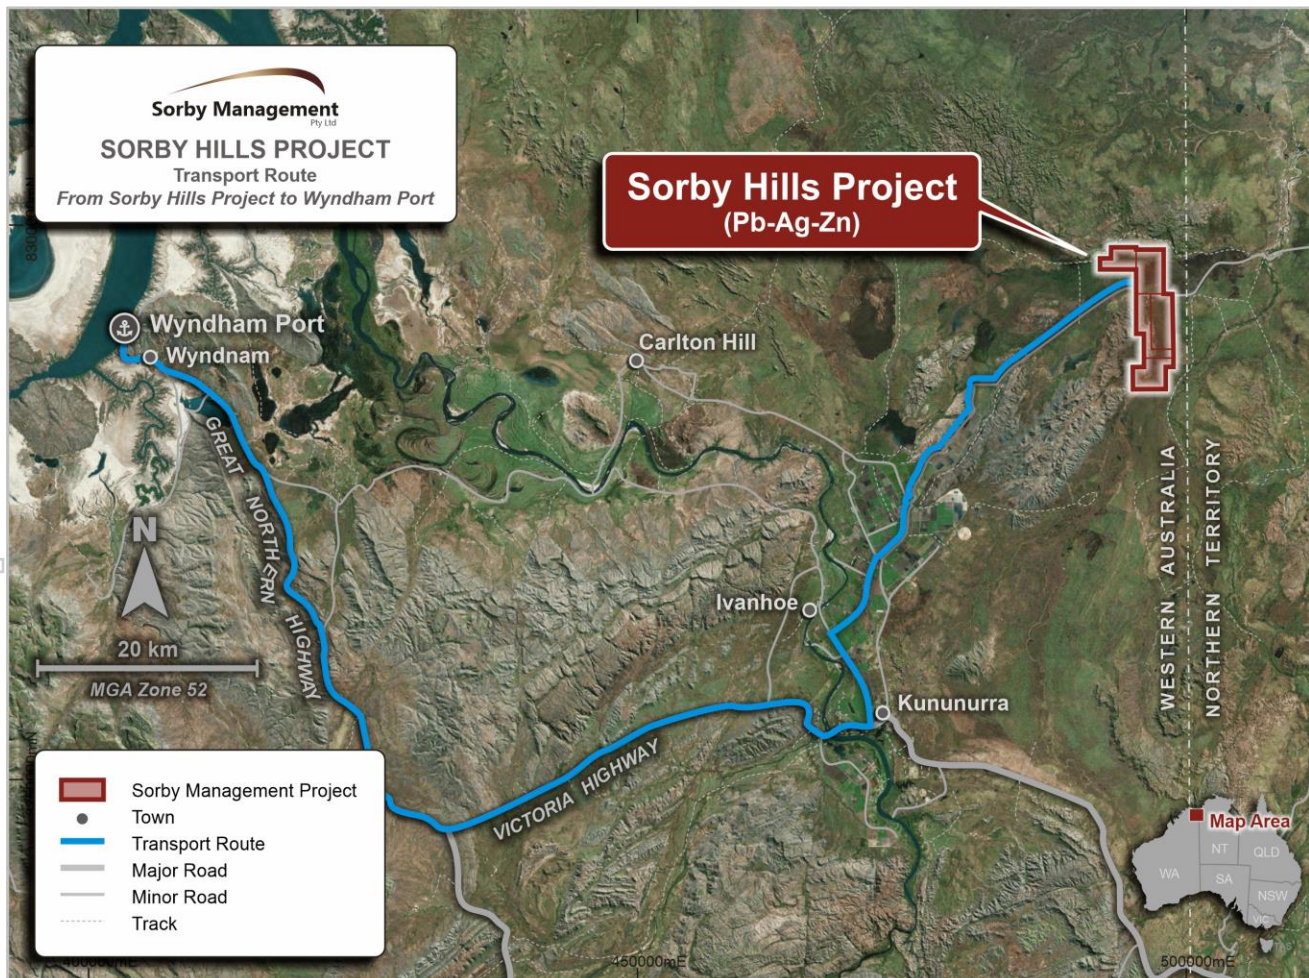 Sorby Management
Pty Ltd
SORBY HILLS PROJECT
Transport Route
From Sorby Hills Project to Wyndham Port
Sorby Hills Project
(Pb-Ag-Zn)
Wyndham Port
Wyndnam
Carlton Hill
GREAT NORTHERN HIGHWAY
WESTERN AUSTRALIA
NORTHERN TERRITORY
N
20 km
MGA Zone 52
Ivanhoe
Kununurra
VICTORIA HIGHWAY
Sorby Management Project
Town
Transport Route
Major Road
Minor Road
Track
Map Area
WA
NT
QLD
SA
NSW
VIC
450000mE
500000mE